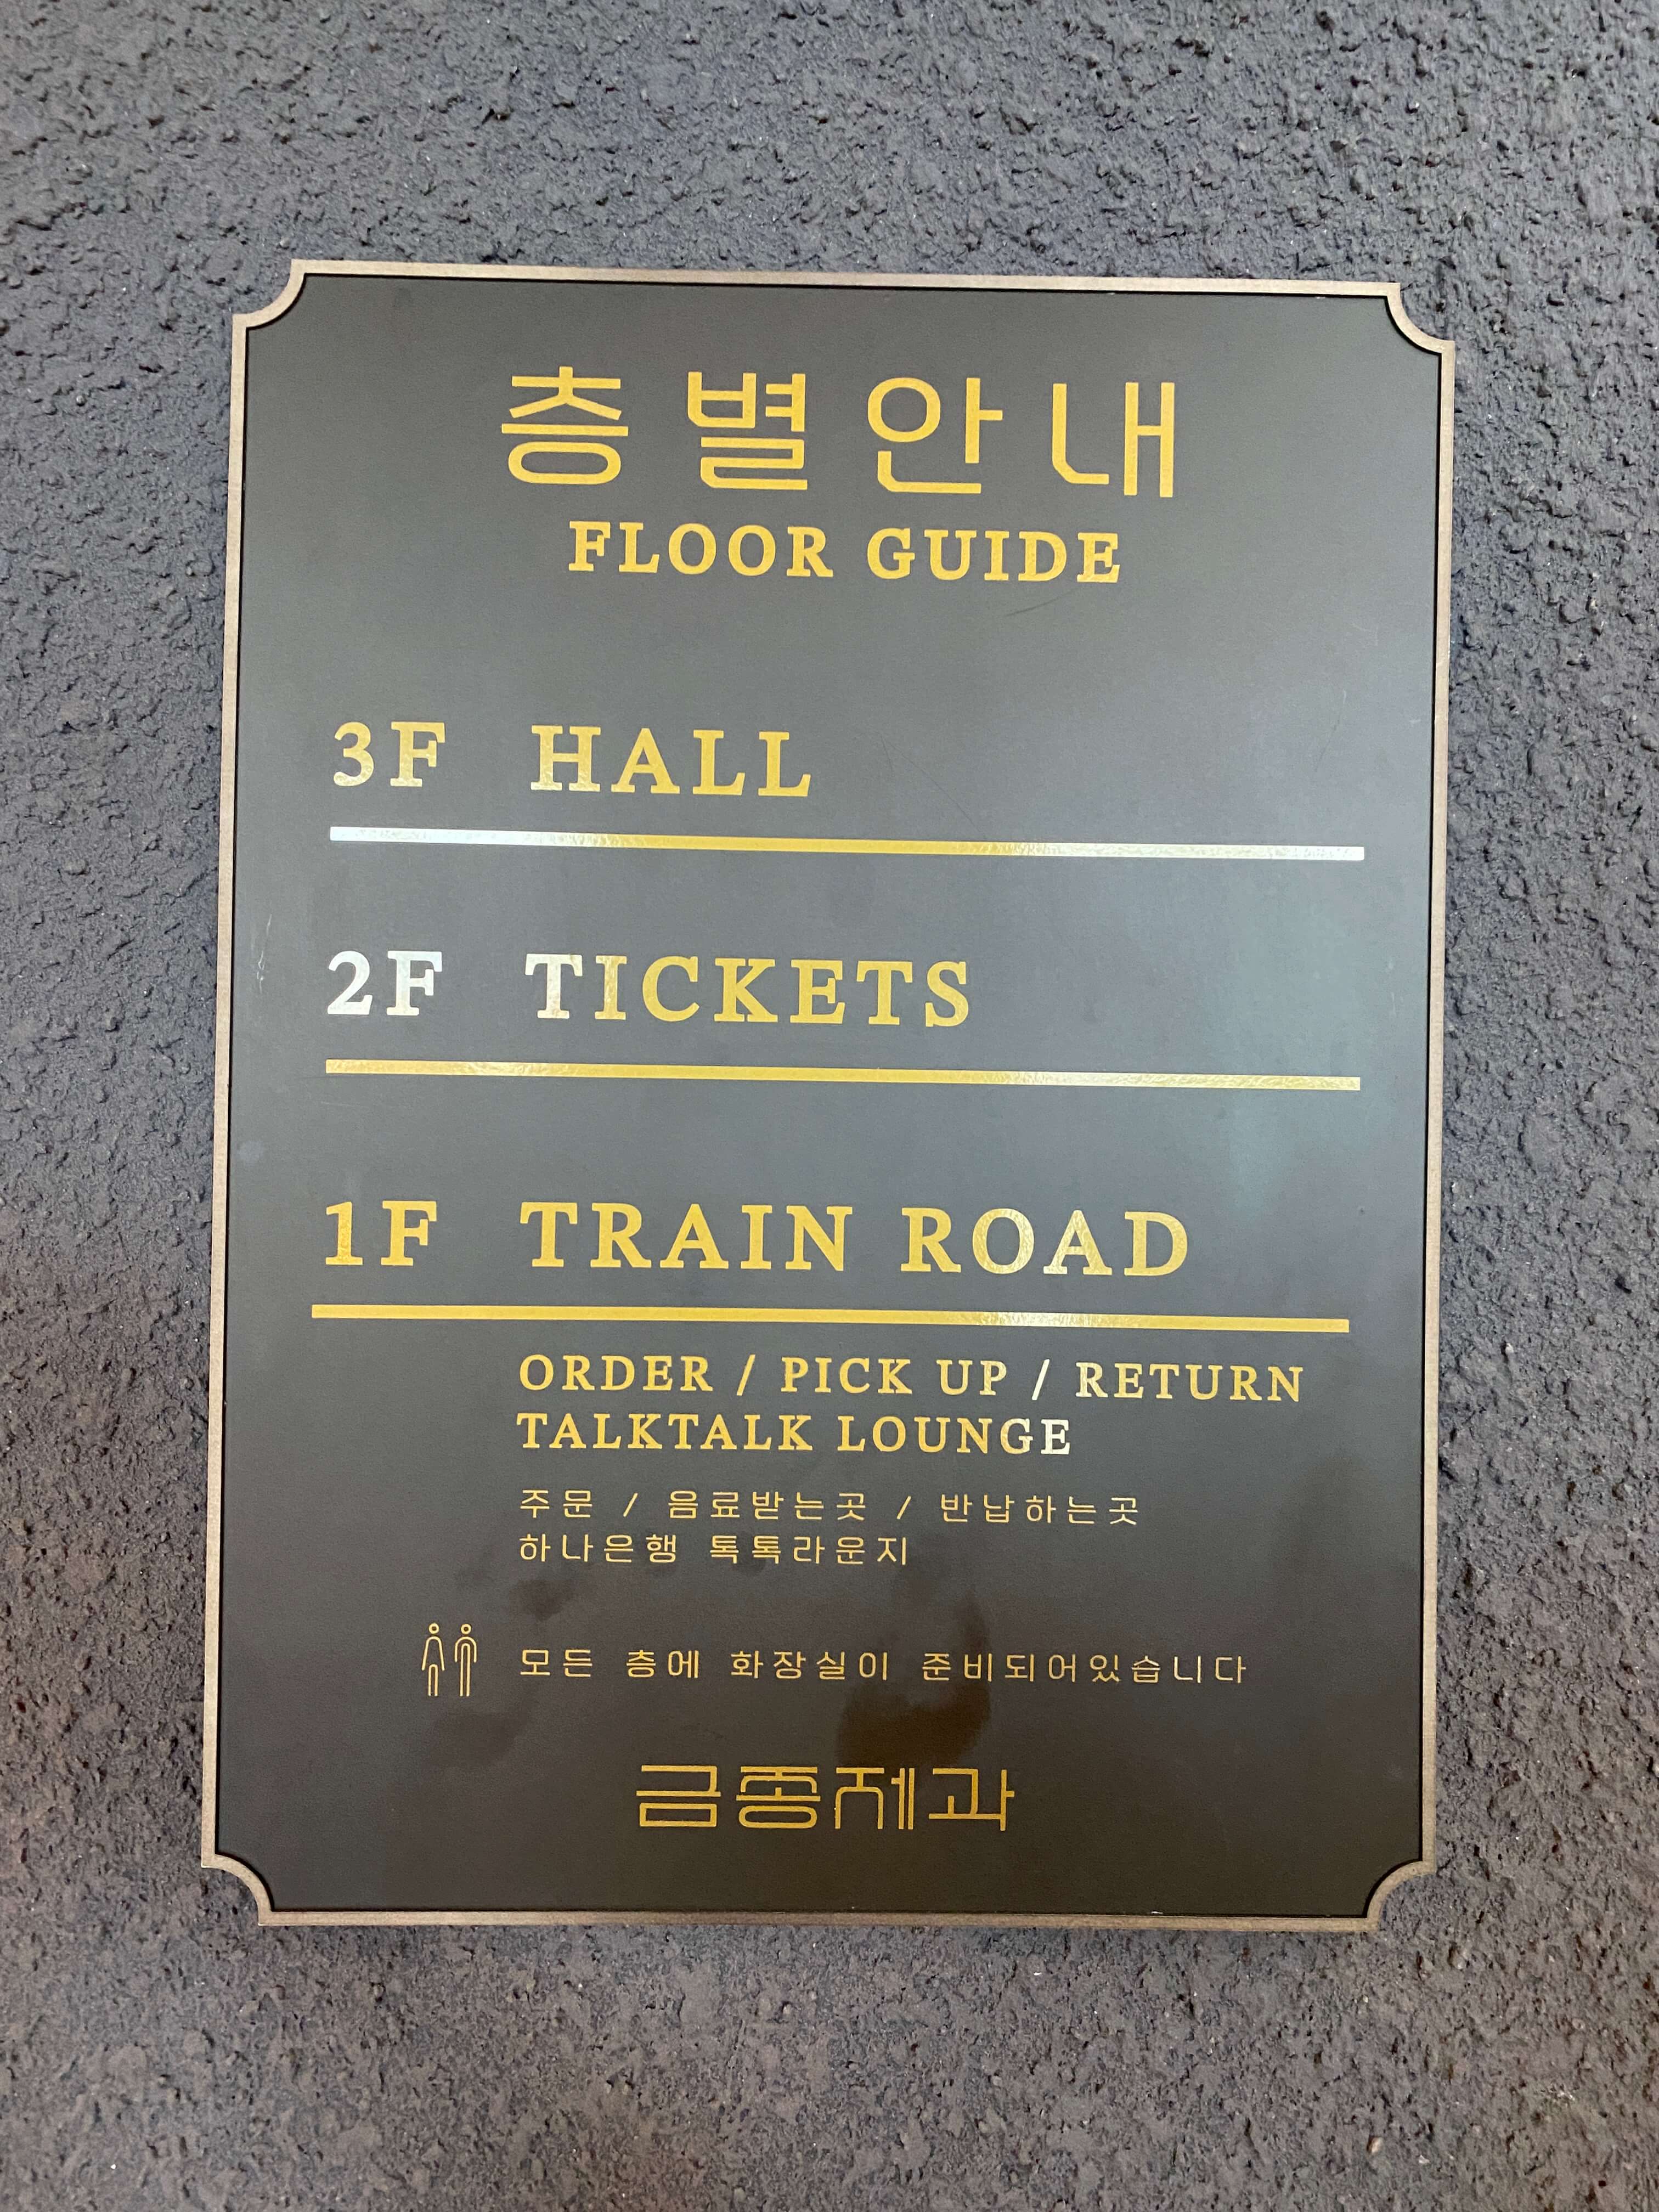 층별안내
FLOOR GUIDE
3F HALL
2F TICKETS
1F TRAIN ROAD
ORDER / PICK UP / RETURN
TALKTALK LOUNGE
주문 / 음료받는곳 / 반납하는곳
하나은행 톡톡라운지
모든 층에 화장실이 준비되어있습니다
금종제과